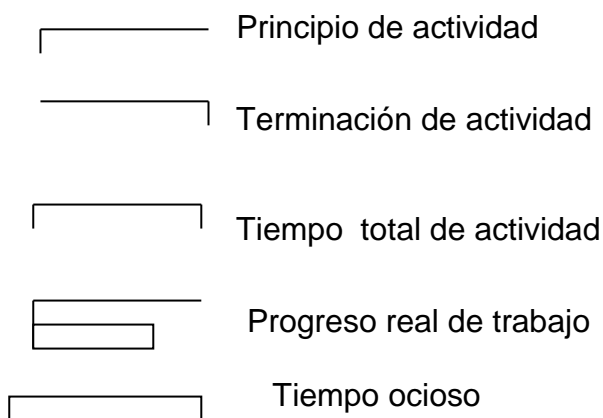 Principio de actividad
Terminación de actividad
Tiempo total de actividad
Progreso real de trabajo
Tiempo ocioso